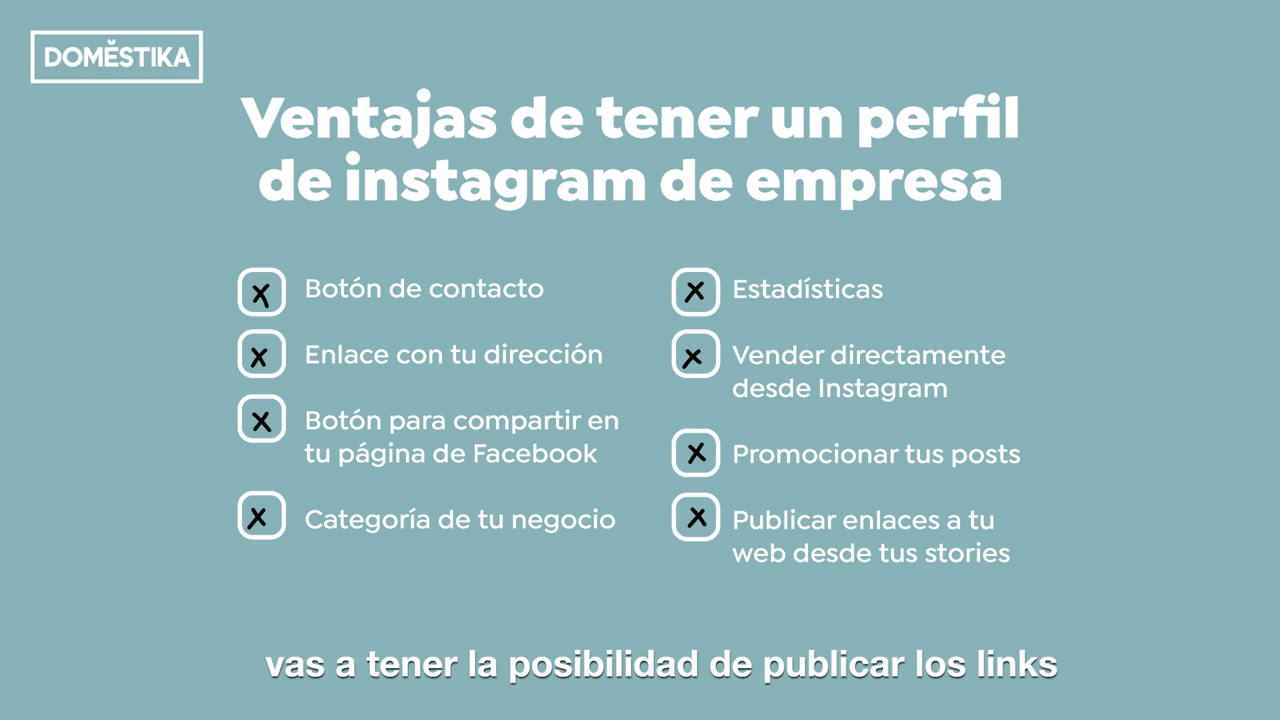 DOMĔSTIKA
Ventajas de tener un perfil
de instagram de empresa
Botón de contacto
Enlace con tu dirección
Botón para compartir en
tu página de Facebook
Categoría de tu negocio
Estadísticas
Vender directamente
desde Instagram
Promocionar tus posts
Publicar enlaces a tu
web desde tus stories
vas a tener la posibilidad de publicar los links